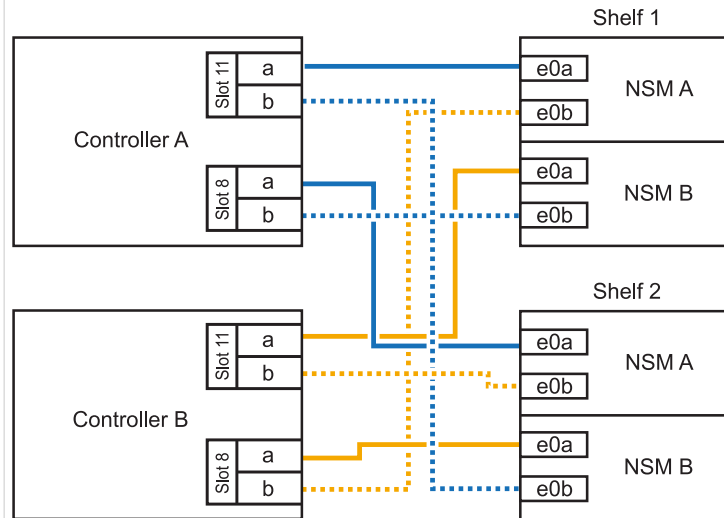 Shelf 1
Controller A
Slot 11
a
b
Slot 8
a
b
e0a
e0b
NSM A
e0a
e0b
NSM B
Shelf 2
Controller B
Slot 11
a
b
Slot 8
a
b
e0a
e0b
NSM A
e0a
e0b
NSM B